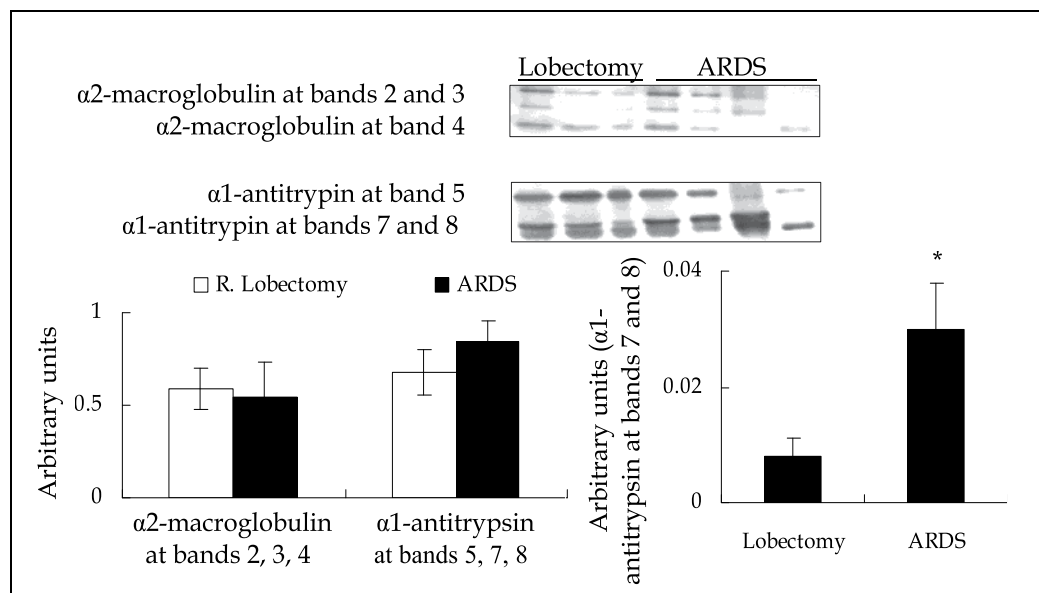 Lobectomy ARDS
α2-macroglobulin at bands 2 and 3
α2-macroglobulin at band 4
α1-antitrypin at band 5
α1-antitrypin at bands 7 and 8
R. Lobectomy ARDS
Arbitrary units
1
0.5
0
α2-macroglobulin
at bands 2, 3, 4
α1-antitrypsin
at bands 5, 7, 8
Arbitrary units (α1-
antitrypsin at bands 7 and 8)
0.04
0.02
0
*
Lobectomy ARDS